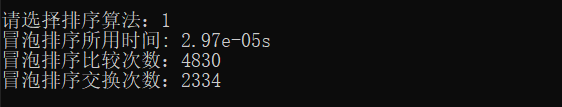 请选择排序算法：1
冒泡排序所用时间: 2.97e-05s
冒泡排序比较次数：4830
冒泡排序交换次数：2334